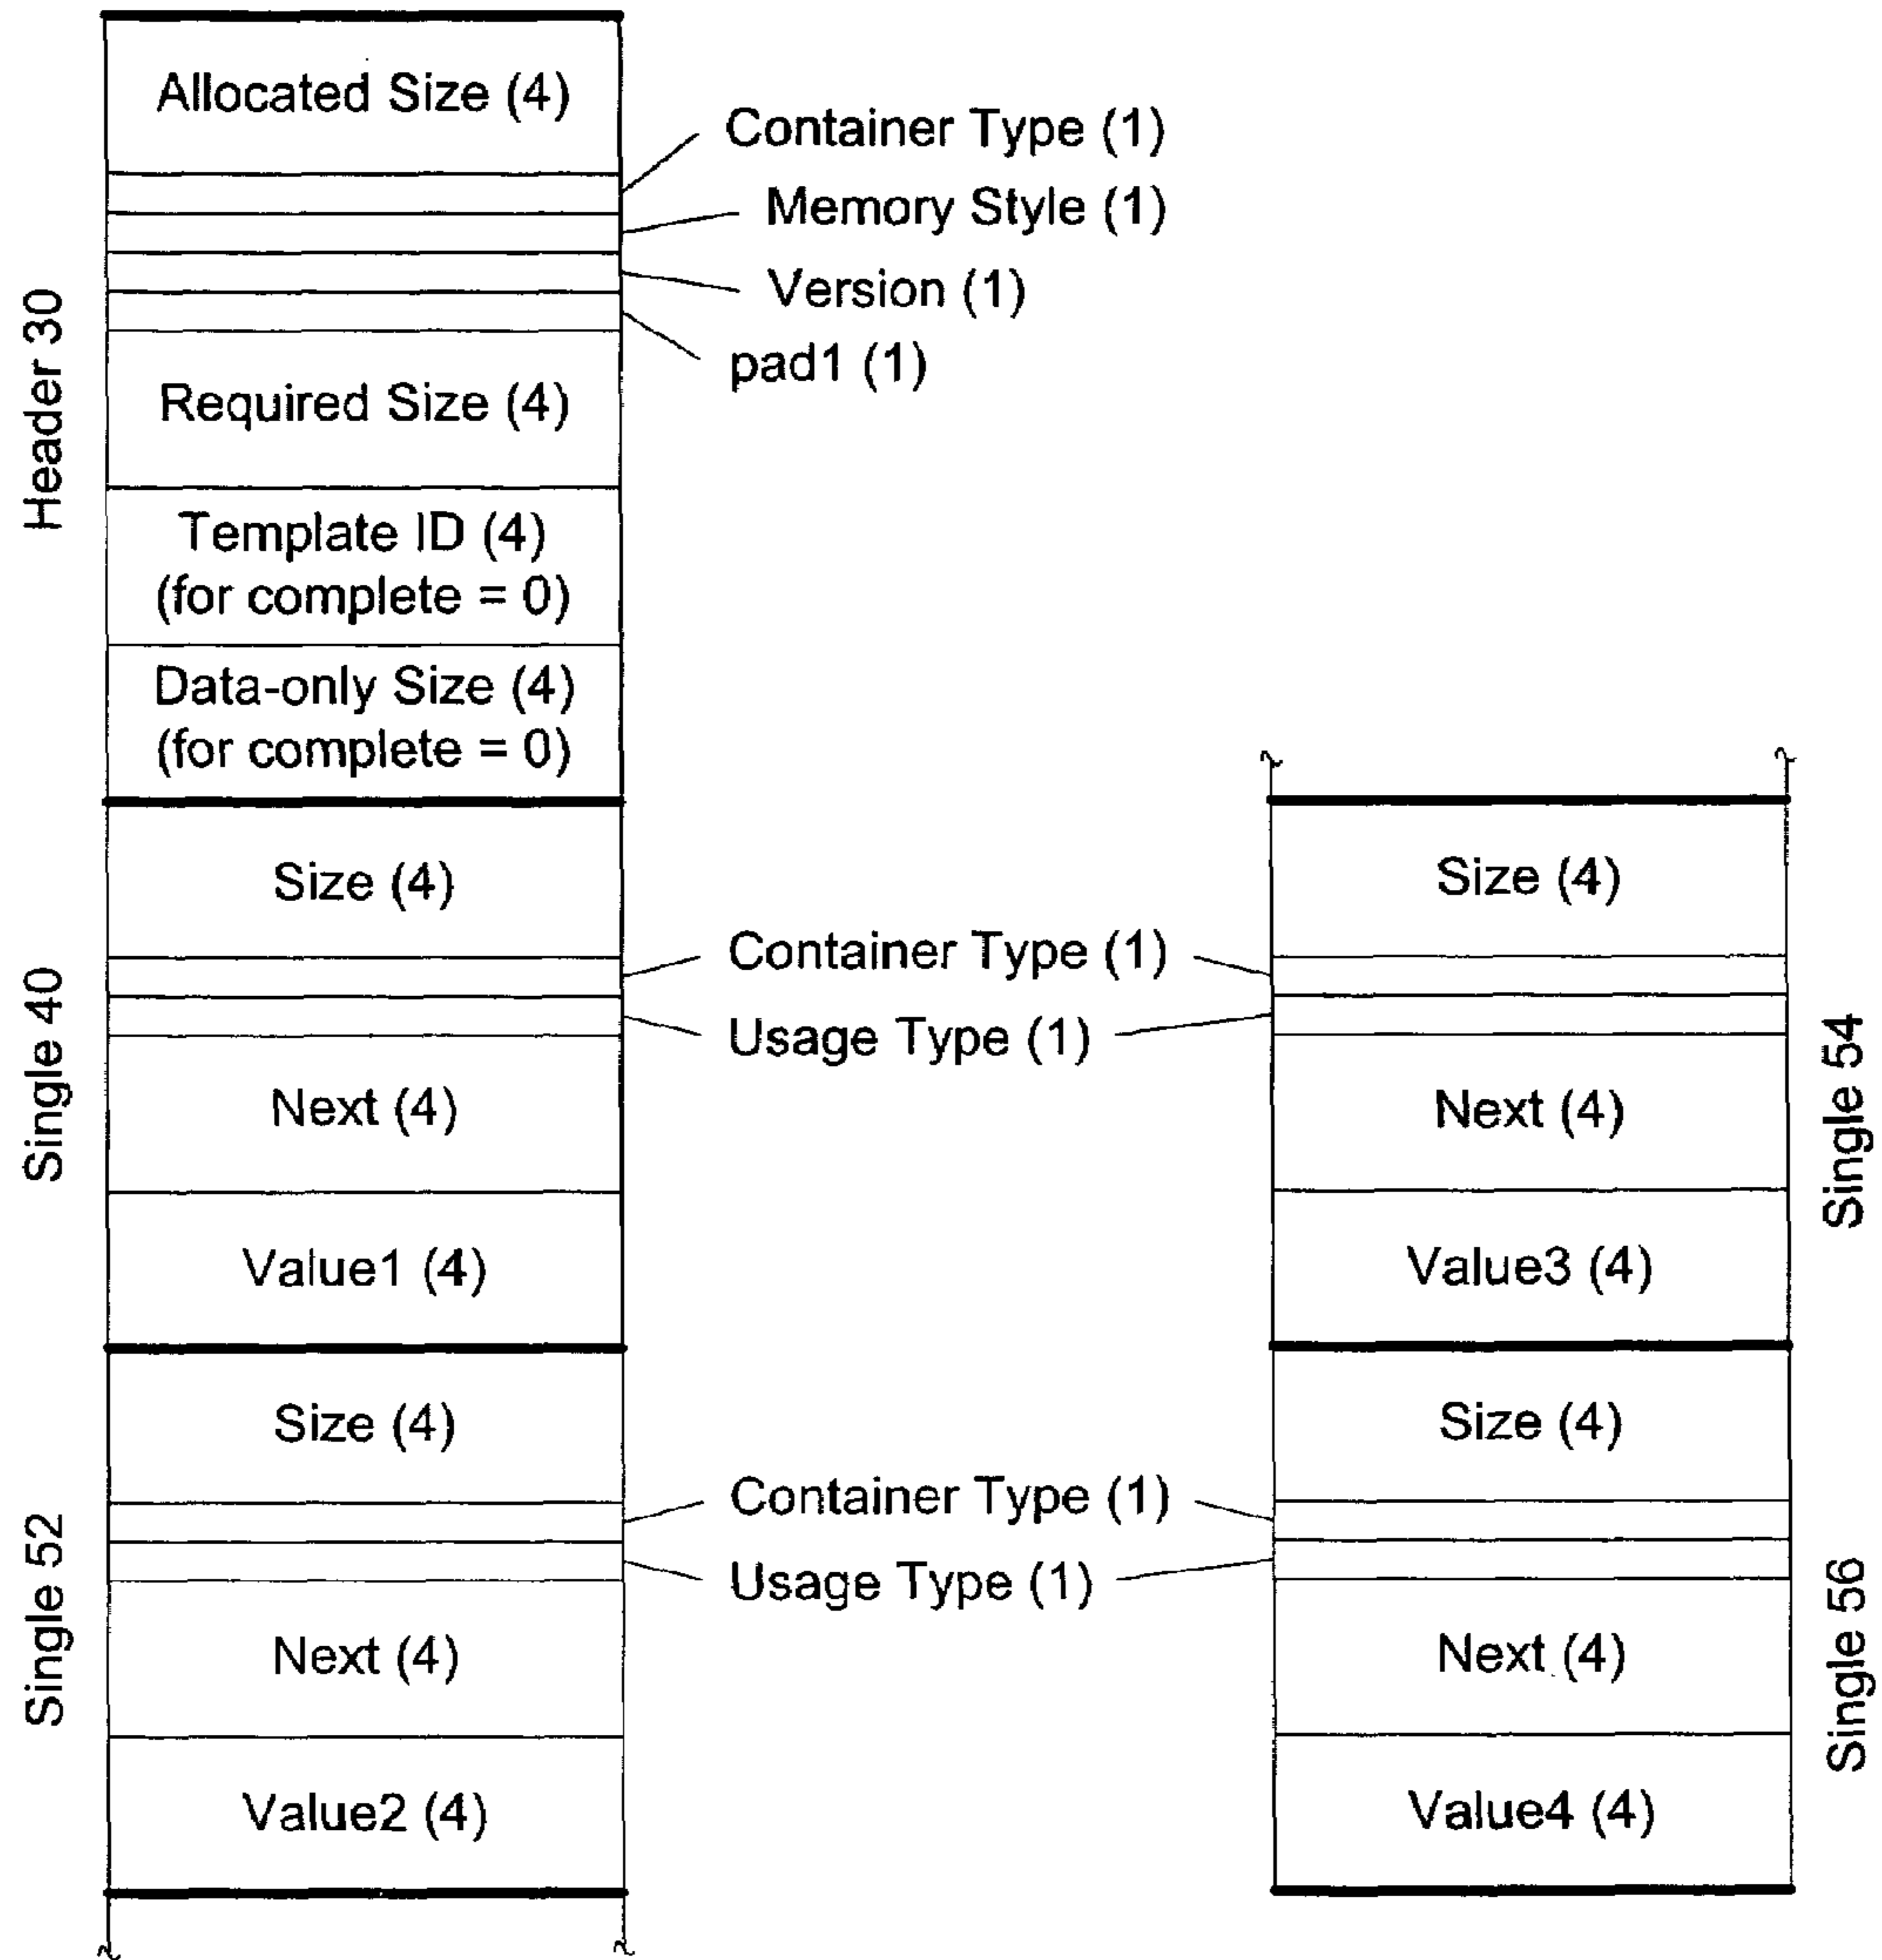 Header 30
Allocated Size (4)
Container Type (1)
Memory Style (1)
Version (1)
pad1 (1)
Required Size (4)
Template ID (4)
(for complete = 0)
Data-only Size (4)
(for complete = 0)
Single 40
Size (4)
Container Type (1)
Usage Type (1)
Next (4)
Value1 (4)
Single 52
Size (4)
Container Type (1)
Usage Type (1)
Next (4)
Value2 (4)
Size (4)
Next (4)
Value3 (4)
Single 54
Size (4)
Next (4)
Value4 (4)
Single 56